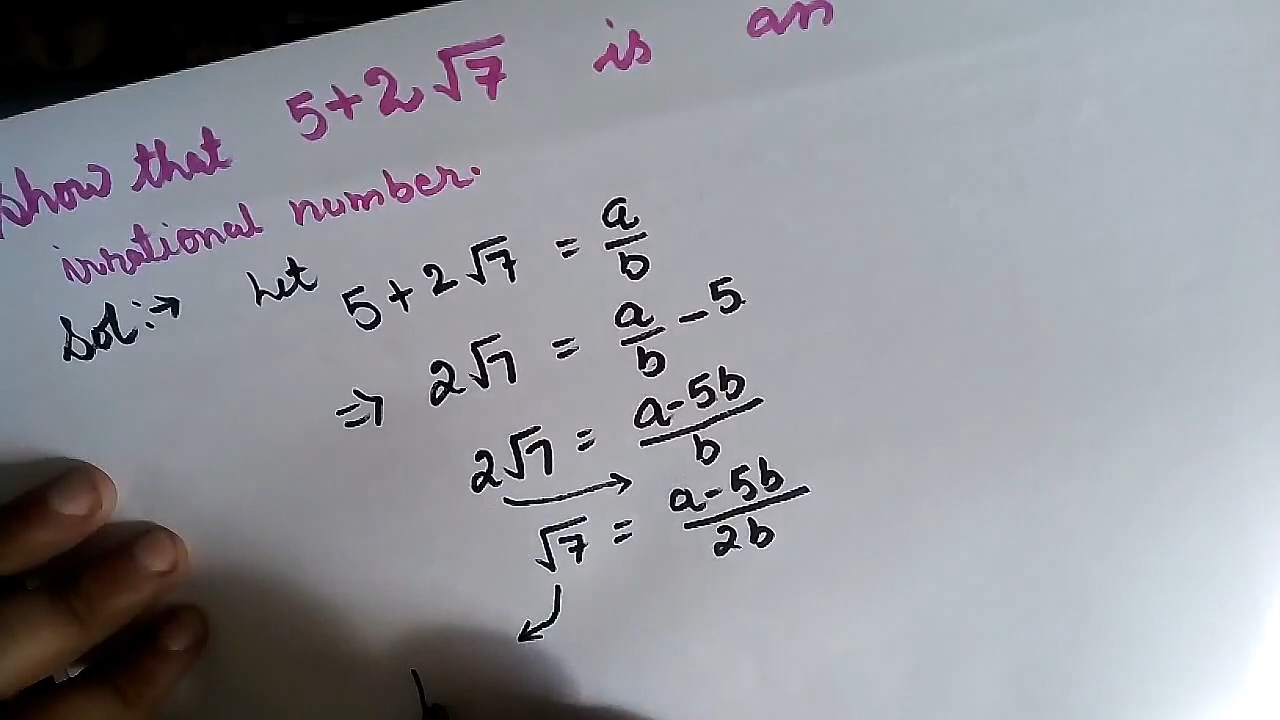 show that 5+2√7 is an
irrational number.
Sol:→ Let 5+2√7 = a/b
⇒ 2√7 = a/b - 5
2√7 = a-5b/b
√7 = a-5b/2b